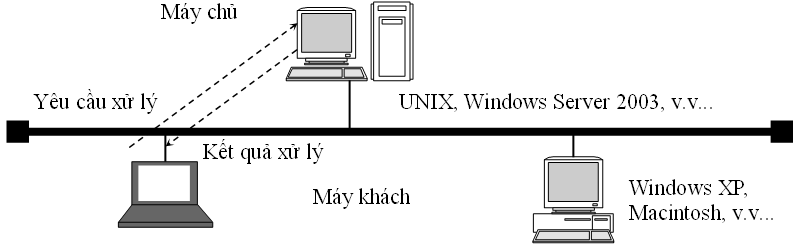 Máy chủ
Yêu cầu xử lý
UNIX, Windows Server 2003, v.v...
Kết quả xử lý
Máy khách
Windows XP,
Macintosh, v.v...